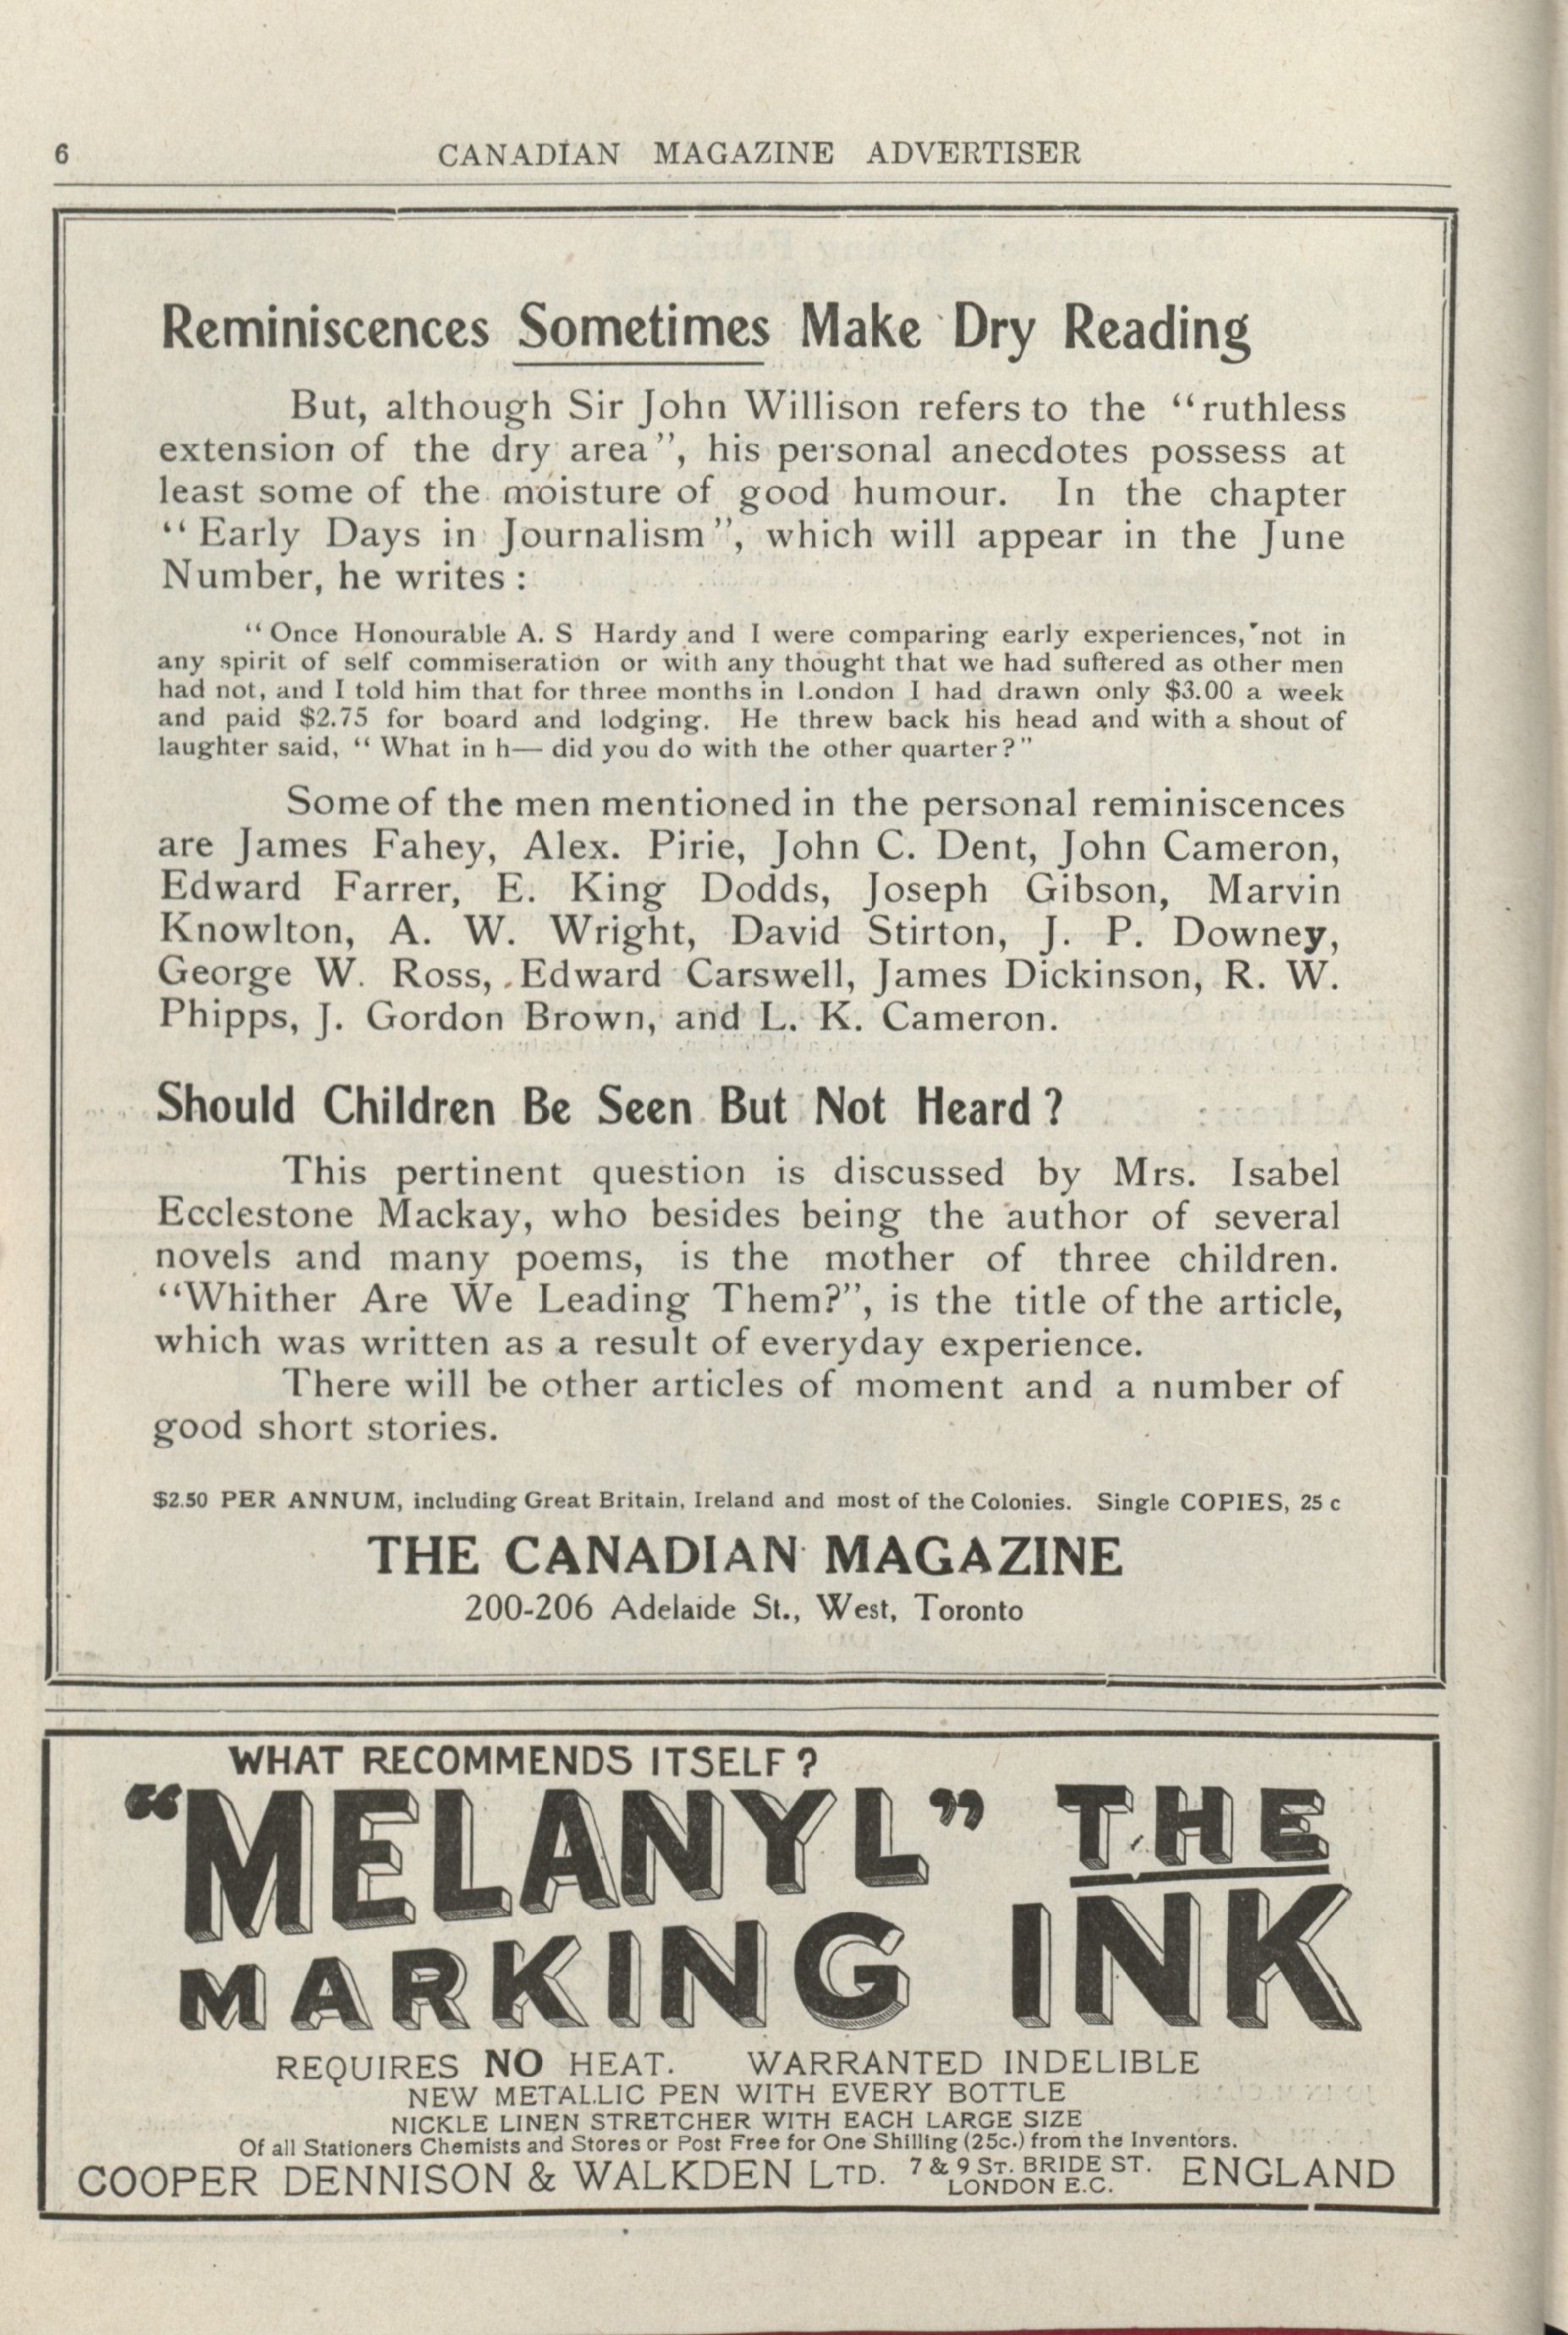 6
CANADIAN MAGAZINE ADVERTISER
Reminiscences Sometimes Make Dry Reading
But, although Sir John Willison refers to the “ruthless
extension of the dry area”, his personal anecdotes possess at
least some of the moisture of good humour. In the chapter
“Early Days in Journalism”, which will appear in the June
Number, he writes :
“Once Honourable A. S Hardy and I were comparing early experiences, not in
any spirit of self commiseration or with any thought that we had suffered as other men
had not, and I told him that for three months in London I had drawn only $3.00 a week
and paid $2.75 for board and lodging. He threw back his head and with a shout of
laughter said, “ What in h— did you do with the other quarter?”
Some of the men mentioned in the personal reminiscences
are James Fahey, Alex. Pirie, John C. Dent, John Cameron,
Edward Farrer, E. King Dodds, Joseph Gibson, Marvin
Knowlton, A. W. Wright, David Stirton, J. P. Downey,
George W. Ross, Edward Carswell, James Dickinson, R. W.
Phipps, J. Gordon Brown, and L. K. Cameron.
Should Children Be Seen But Not Heard ?
This pertinent question is discussed by Mrs. Isabel
Ecclestone Mackay, who besides being the author of several
novels and many poems, is the mother of three children.
“Whither Are We Leading Them?”, is the title of the article,
which was written as a result of everyday experience.
There will be other articles of moment and a number of
good short stories.
$2.50 PER ANNUM, including Great Britain, Ireland and most of the Colonies. Single COPIES, 25 c
THE CANADIAN MAGAZINE
200-206 Adelaide St., West, Toronto
WHAT RECOMMENDS ITSELF ?
“MELANYL” THE
MARKING INK
REQUIRES NO HEAT. WARRANTED INDELIBLE
NEW METALLIC PEN WITH EVERY BOTTLE
NICKLE LINEN STRETCHER WITH EACH LARGE SIZE
Of all Stationers Chemists and Stores or Post Free for One Shilling (25c.) from the Inventors.
COOPER DENNISON & WALKDEN LTD. 7 & 9 ST. BRIDE ST. ENGLAND
LONDON E.C.